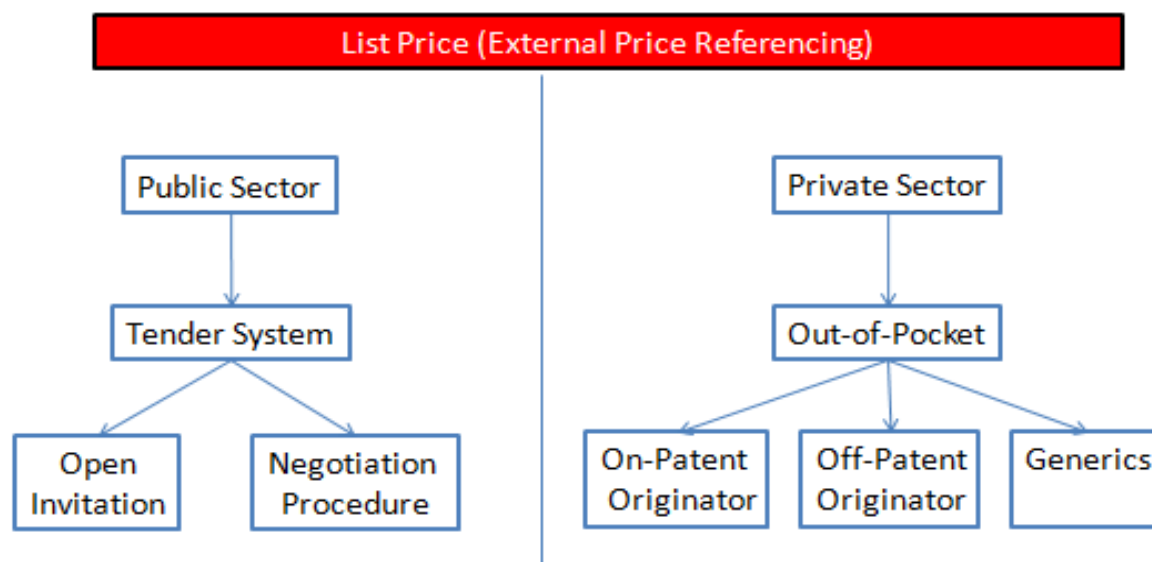 List Price (External Price Referencing)
Public Sector
Private Sector
Tender System
Out-of-Pocket
Open
Invitation
Negotiation
Procedure
On-Patent
Originator
Off-Patent
Originator
Generics